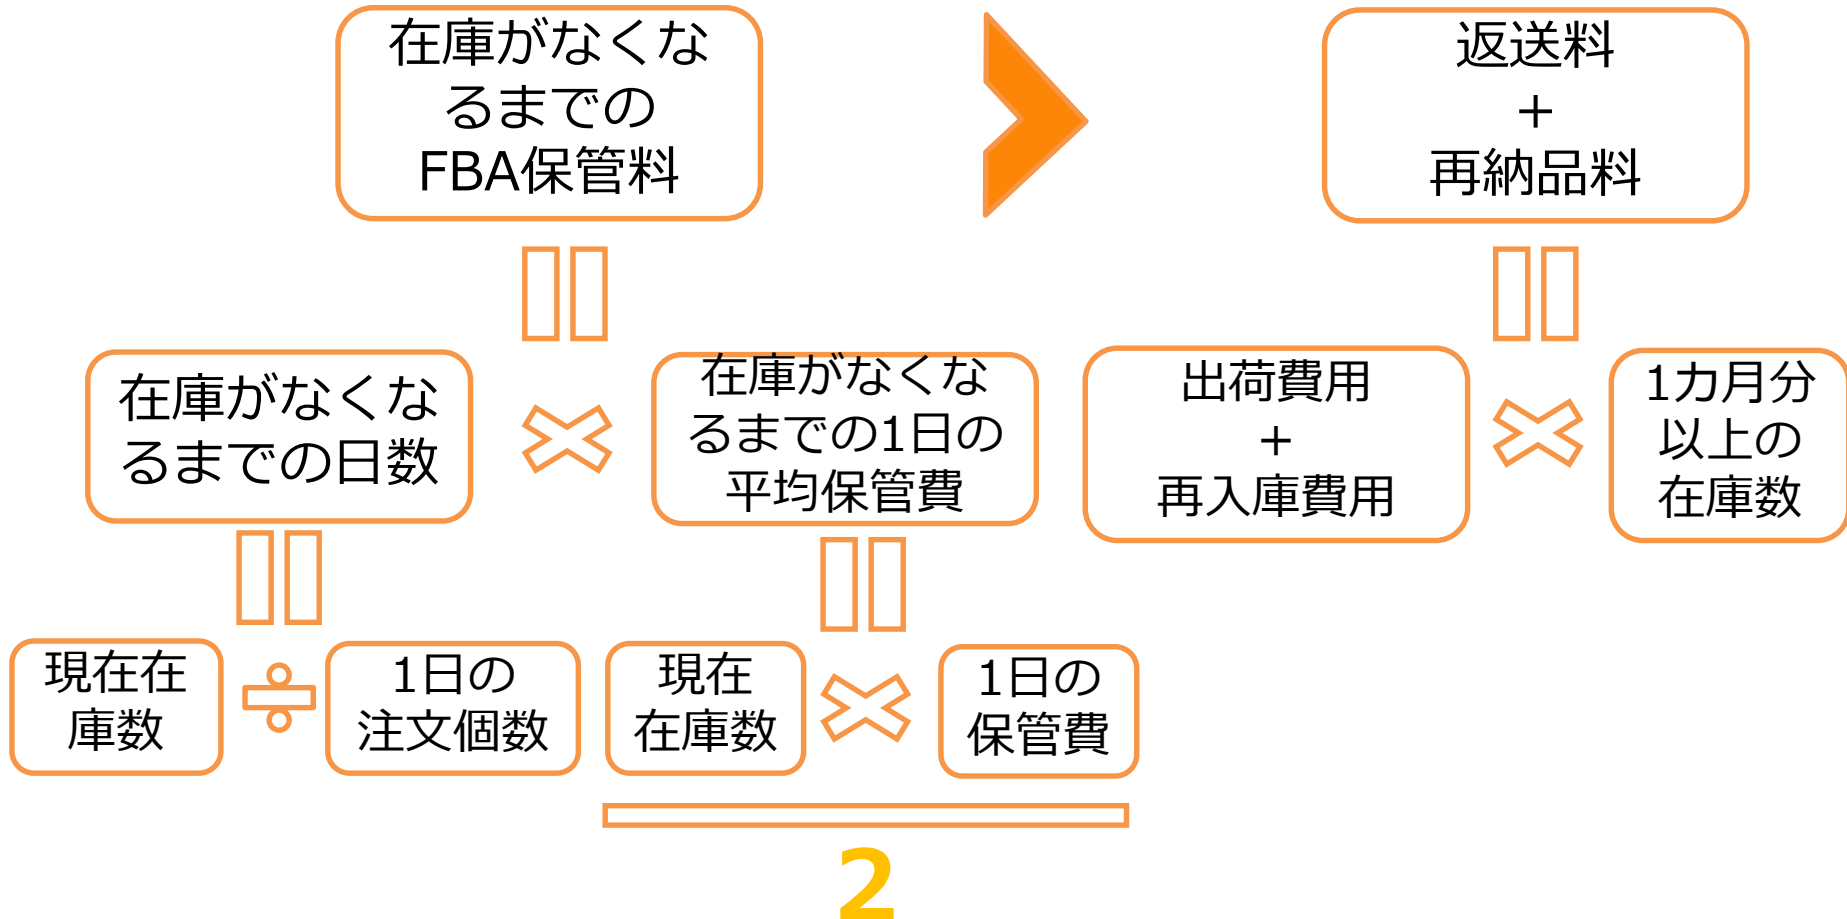 在庫がなくな
るまでの
FBA保管料
返送料
+
再納品料
在庫がなくな
るまでの日数
在庫がなくな
るまでの1日の
平均保管費
出荷費用
+
再入庫費用
1カ月分
以上の
在庫数
現在在
庫数
÷
1日の
注文個数
現在
在庫数
1日の
保管費
2